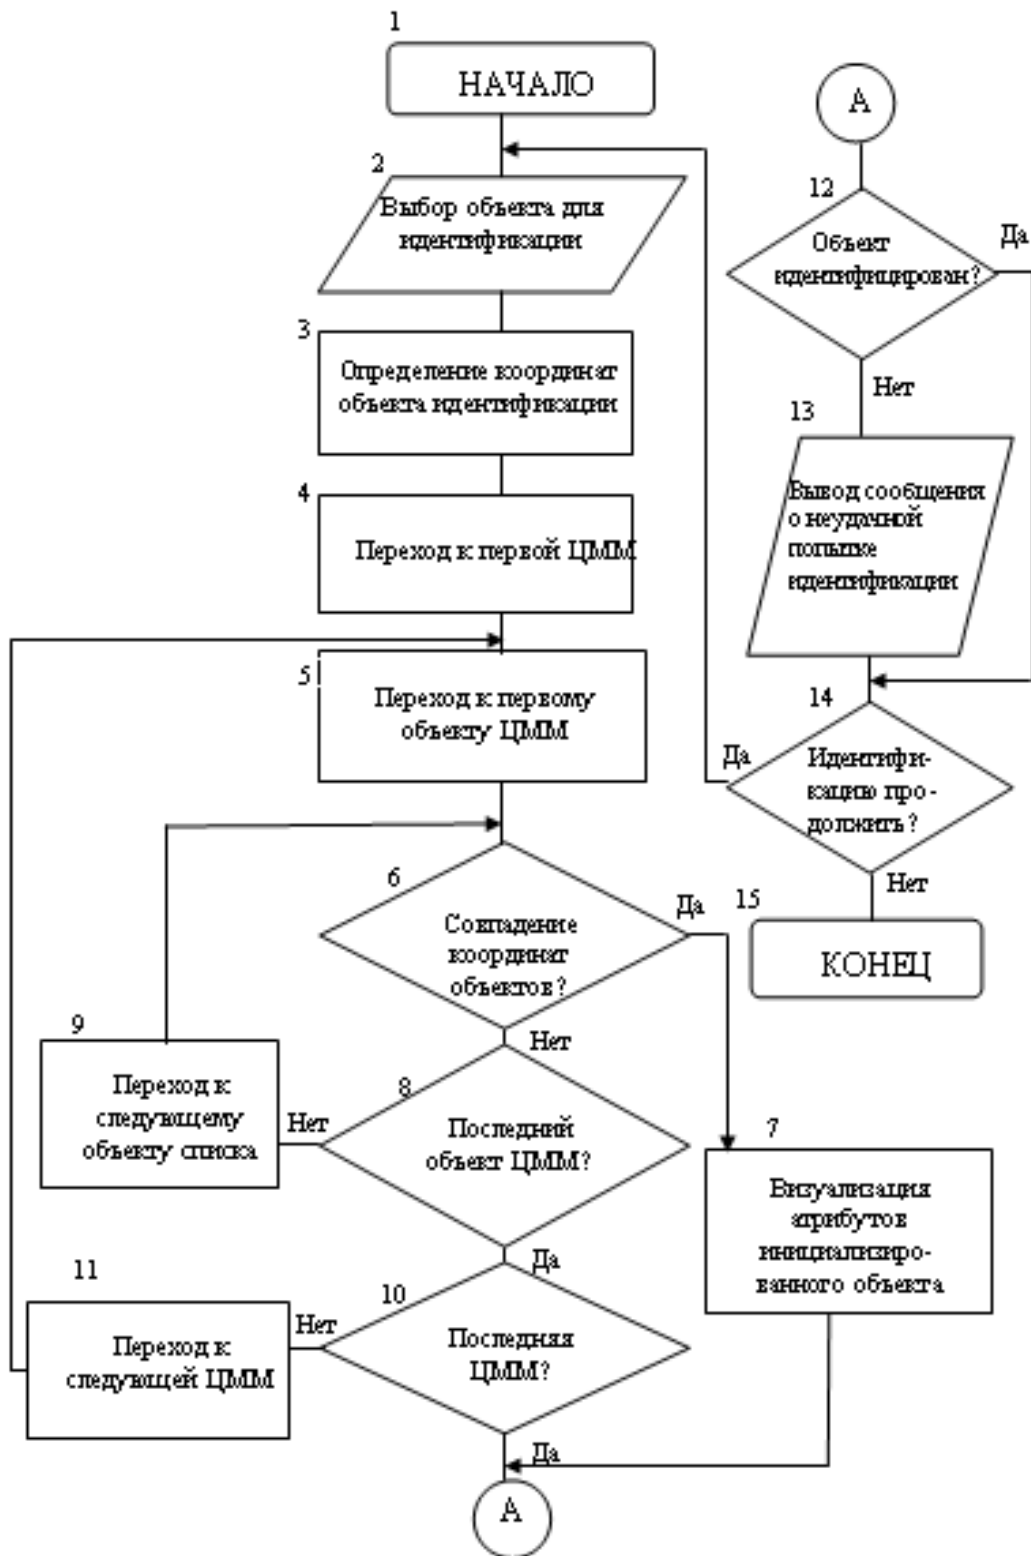 1
НАЧАЛО
2
Выбор объекта для
идентификации
3
Определение координат
объекта идентификации
4
Переход к первой ЦММ
5
Переход к первому
объекту ЦММ
6
Совпадение
координат
объектов?
Да
Нет
9
Переход к
следующему
объекту списка
Нет
8
Последний
объект ЦММ?
Да
7
Визуализация
атрибутов
инициализиро-
ванного объекта
11
Переход к
следующей ЦММ
Нет
10
Последняя
ЦММ?
Да
А
А
12
Объект
идентифицирован?
Да
Нет
13
Вывод сообщения
о неудачной
попытке
идентификации
14
Да
Идентифи-
кацию про-
должить?
Нет
15
КОНЕЦ